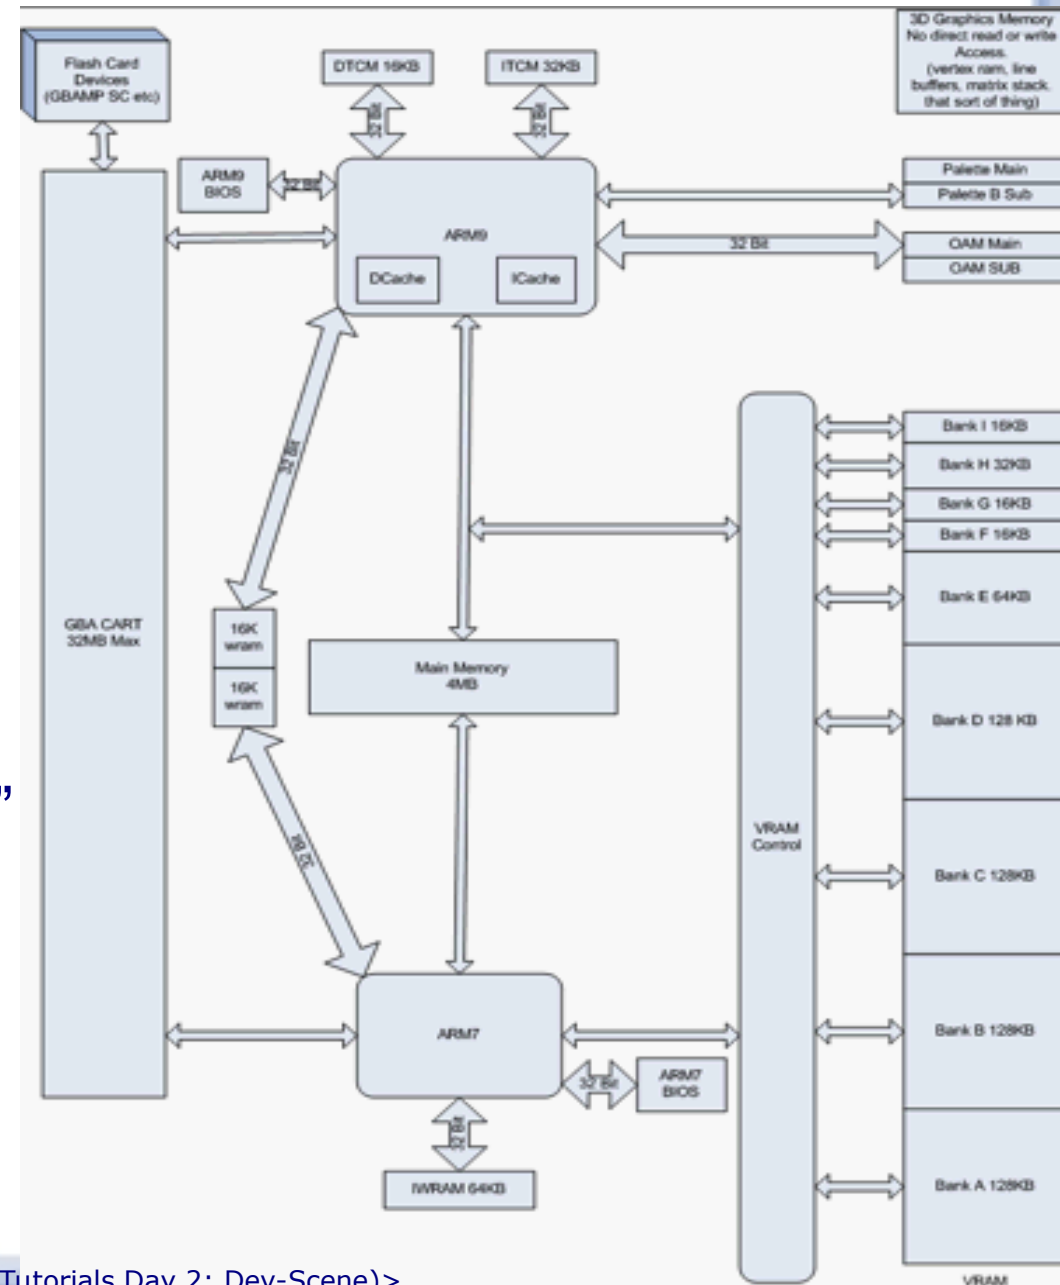 Flash Card
Devices
(GBAMP SC etc)
DTCM 16KB
ITCM 32KB
3D Graphics Memory
No direct read or write
Access.
(vertex ram, line
buffers, matrix stack.
that sort of thing)
32 Bit
32 Bit
ARM9
BIOS
32 Bit
ARM9
DCache
ICache
Palette Main
Palette B Sub
32 Bit
OAM Main
OAM SUB
32 Bit
Bank I 16KB
Bank H 32KB
Bank G 16KB
Bank F 16KB
Bank E 64KB
GBA CART
32MB Max
16K
wram
16K
wram
Main Memory
4MB
Bank D 128 KB
”
32 Bit
VRAM
Control
Bank C 128KB
ARM7
Bank B 128KB
32 Bit
ARM7
BIOS
32 Bit
IWRAM 64KB
Bank A 128KB
VRAM
Tutorials Day 2: Dev-Scene)>